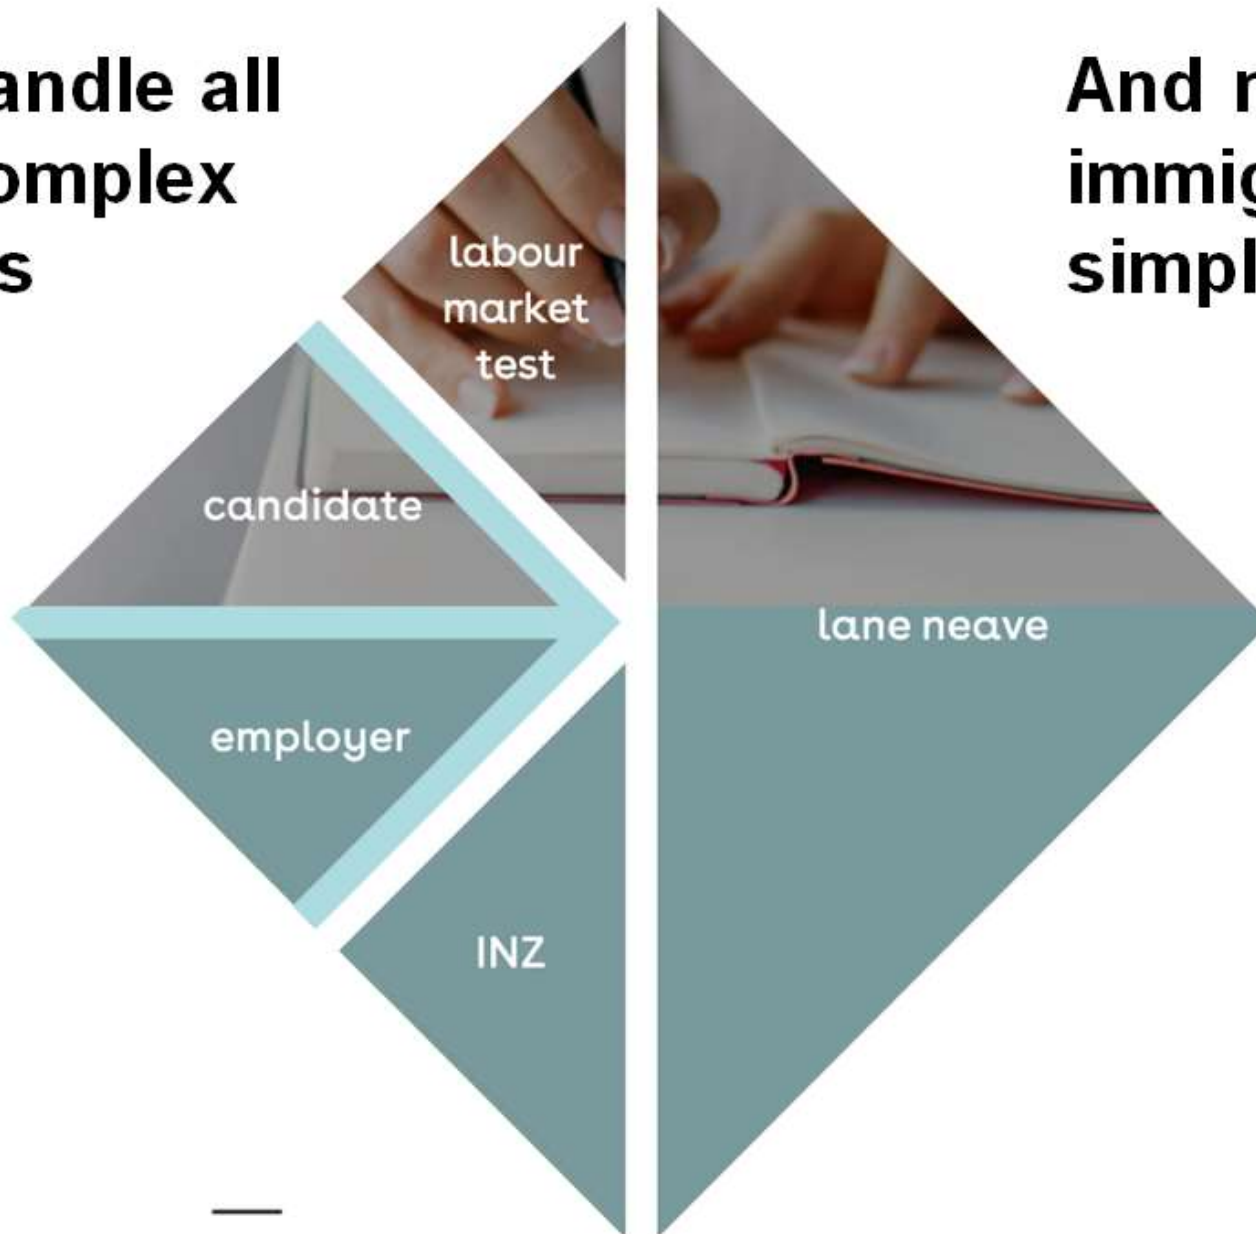 andle all
omplex
s
And
immig
simpl
labour
market
test
candidate
lane neave
employer
INZ